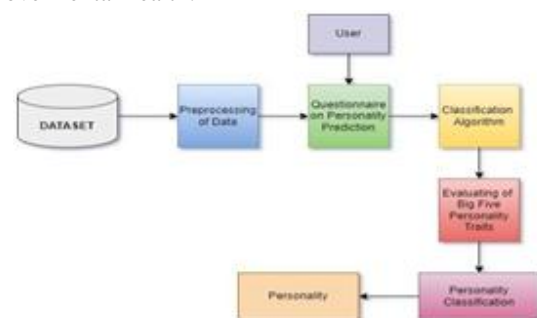 User
DATASET
Preprocessing
of Data
Questionnaire
on Personality
Prediction
Classification
Algorithm
Evaluating of
Big Five
Personality
Traits
Personality
Classification
Personality